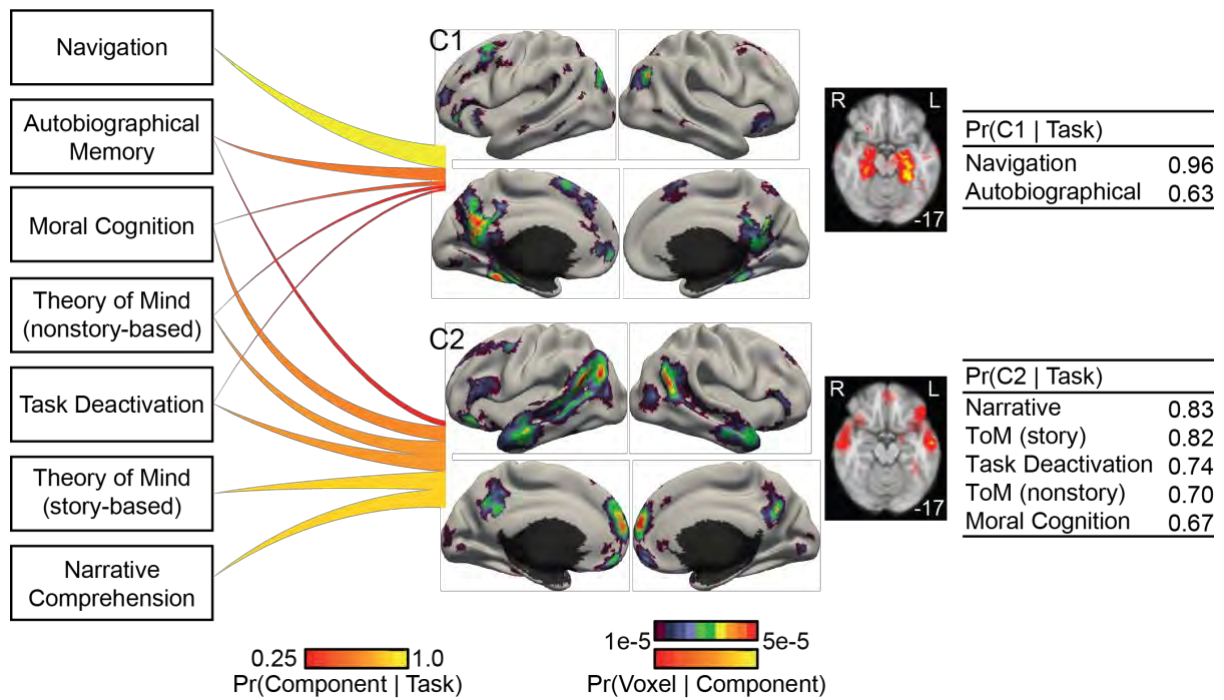 Navigation
Autobiographical
Memory
Moral Cognition
Theory of Mind
(nonstory-based)
Task Deactivation
Theory of Mind
(story-based)
Narrative
Comprehension
0.25 1.0
Pr(Component | Task)
C1
C2
1e-5 5e-5
Pr(Voxel | Component)
R L
-17
Pr(C1 | Task)
Navigation 0.96
Autobiographical 0.63
R L
-17
Pr(C2 | Task)
Narrative 0.83
ToM (story) 0.82
Task Deactivation 0.74
ToM (nonstory) 0.70
Moral Cognition 0.67